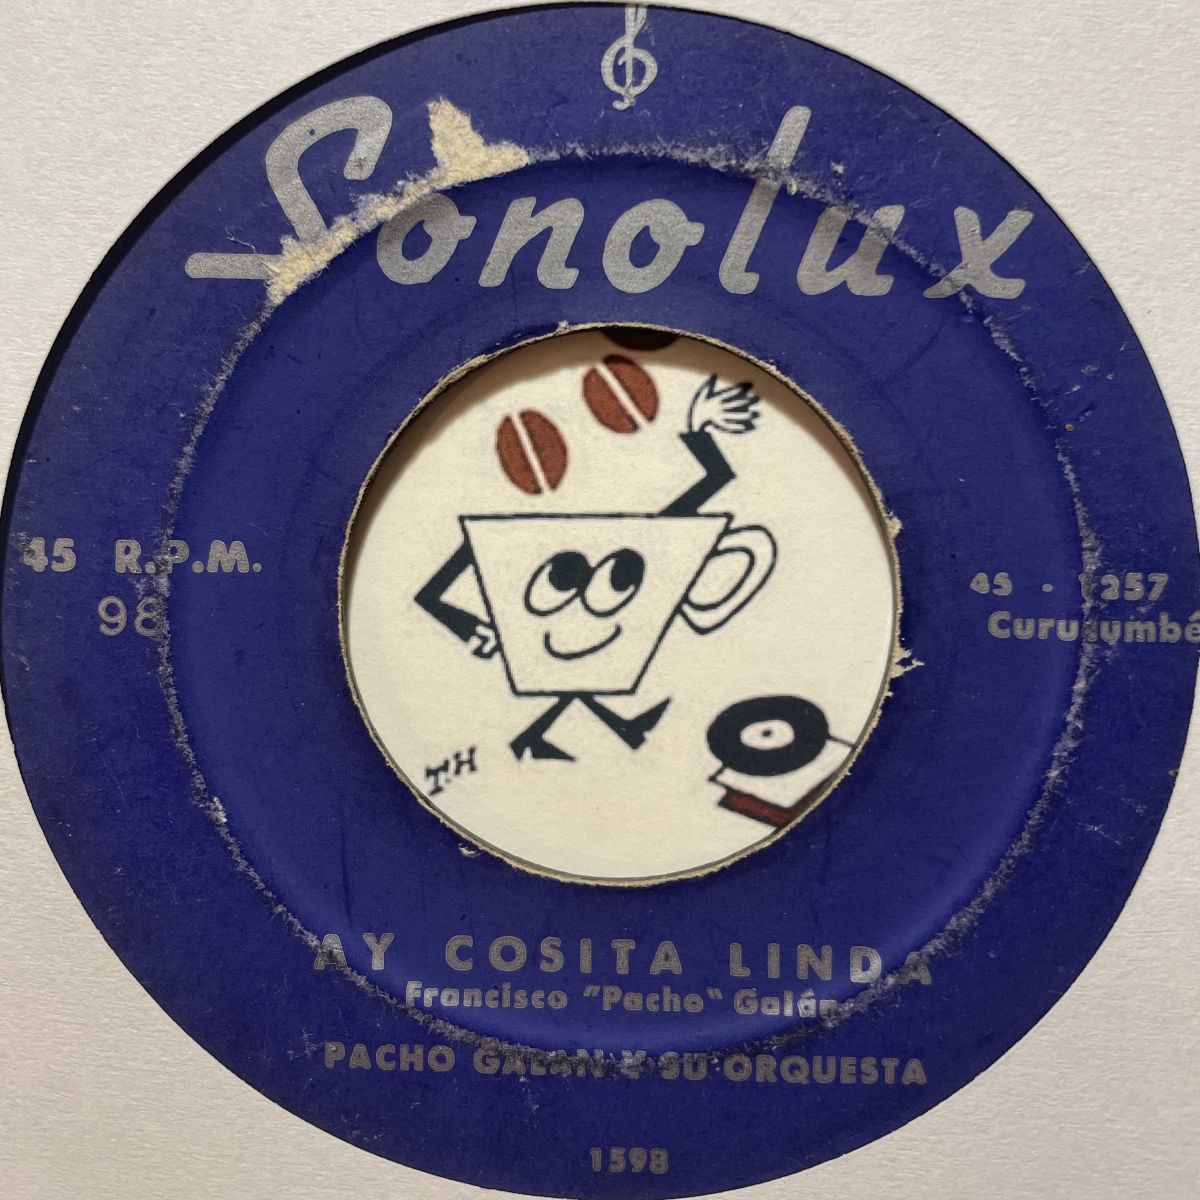 Sonolux
45 R.P.M.
98
45 - 1257
T.H
AY COSITA LINDA
Francisco "Pacho" Galán
PACHO GALAN Y SU ORQUESTA
1598